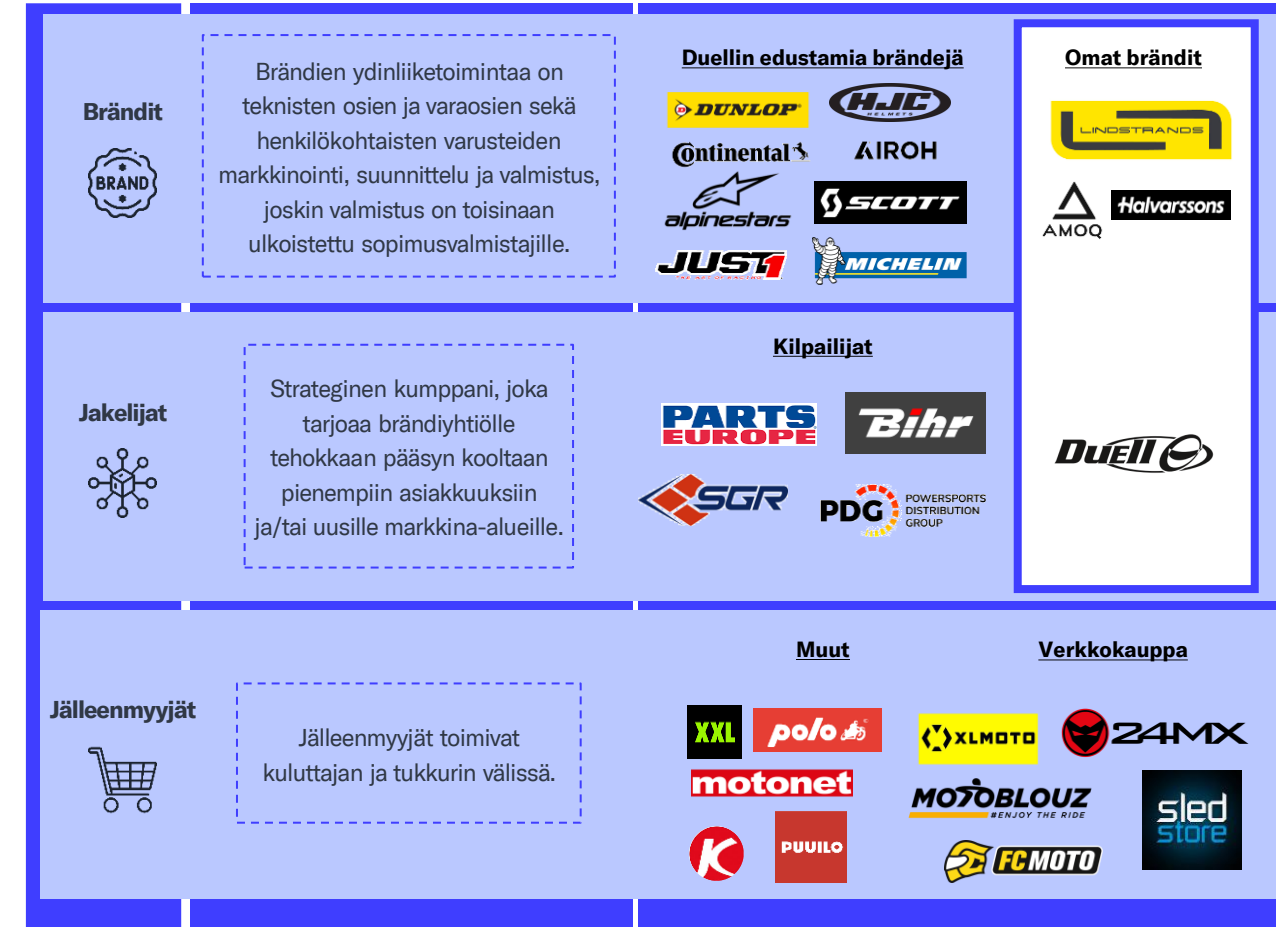 Brändit
BRAND
Brändien ydinliiketoimintaa on
teknisten osien ja varaosien sekä
henkilökohtaisten varusteiden
markkinointi, suunnittelu ja valmistus,
joskin valmistus on toisinaan
ulkoistettu sopimusvalmistajille.
Duellin edustamia brändejä
DUNLOP
HJC
HELMETS
Continental
AIROH
alpinestars
SCOTT
JUST1
MICHELIN
Omat brändit
LINDSTRANDS
AMOQ
Halvarssons
Jakelijat
Strateginen kumppani, joka
tarjoaa brändiyhtiölle
tehokkaan pääsyn kooltaan
pienempiin asiakkuuksiin
ja/tai uusille markkina-alueille.
Kilpailijat
PARTS
EUROPE
Bihr
SGR
PDG
POWERSPORTS
DISTRIBUTION
GROUP
DUELL
Jälleenmyyjät
Jälleenmyyjät toimivat
kuluttajan ja tukkurin välissä.
Muut
XXL
polo
motonet
K
PUUILO
Verkkokauppa
XLMOTO
24MX
MOTOBLOUZ
#ENJOY THE RIDE
sled
store
FC MOTO